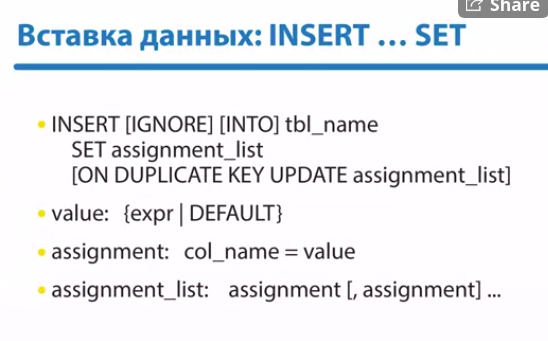 Share
Вставка данных: INSERT ... SET
• INSERT [IGNORE] [INTO] tbl_name
SET assignment_list
[ON DUPLICATE KEY UPDATE assignment_list]
• value: {expr | DEFAULT}
• assignment: col_name = value
• assignment_list: assignment [, assignment] ...